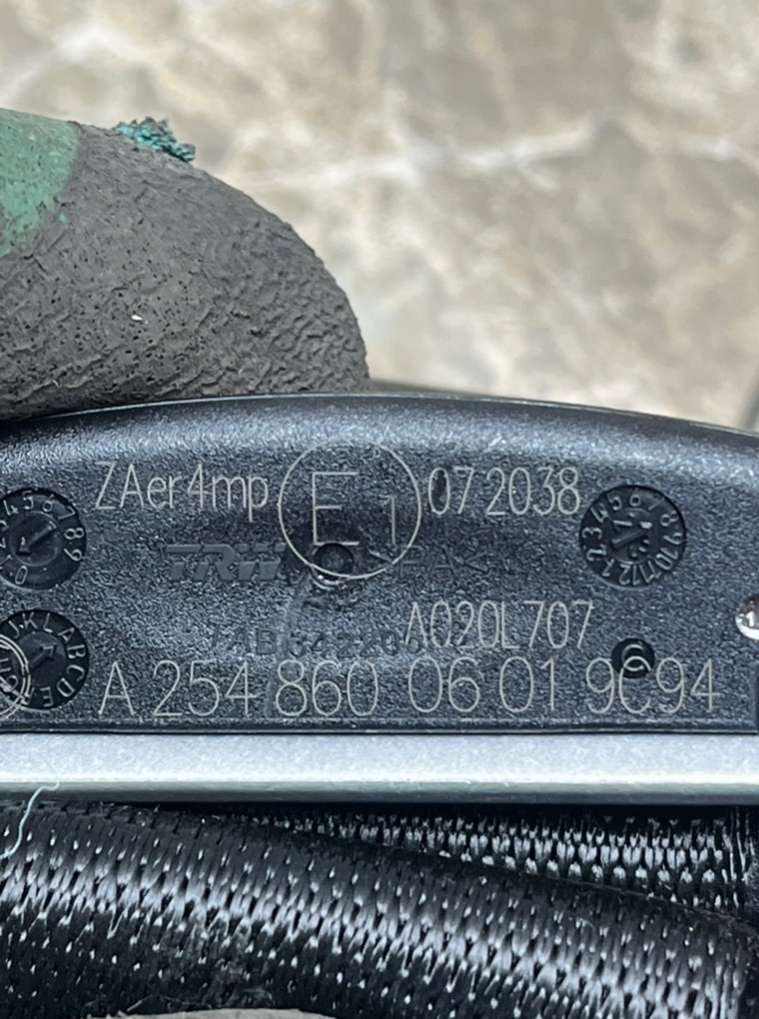 ZAer4mp E1 072038
TRW
A020L707
A 254 860 06 01 9C94